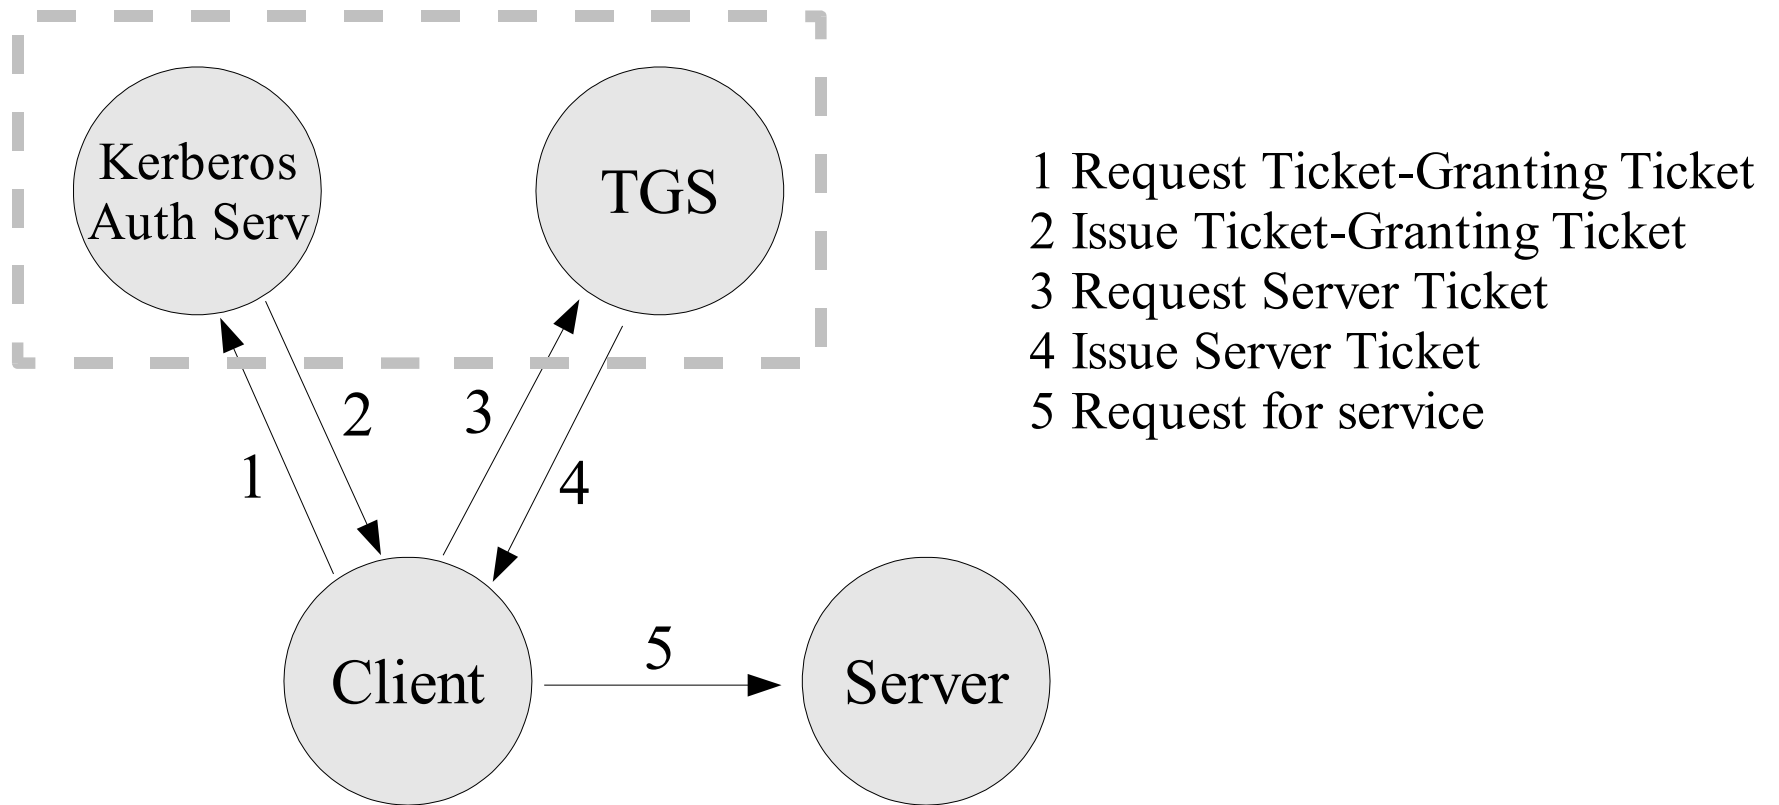 Kerberos
Auth Serv
TGS
1 Request Ticket-Granting Ticket
2 Issue Ticket-Granting Ticket
3 Request Server Ticket
4 Issue Server Ticket
5 Request for service
2
3
1
4
5
Client
Server